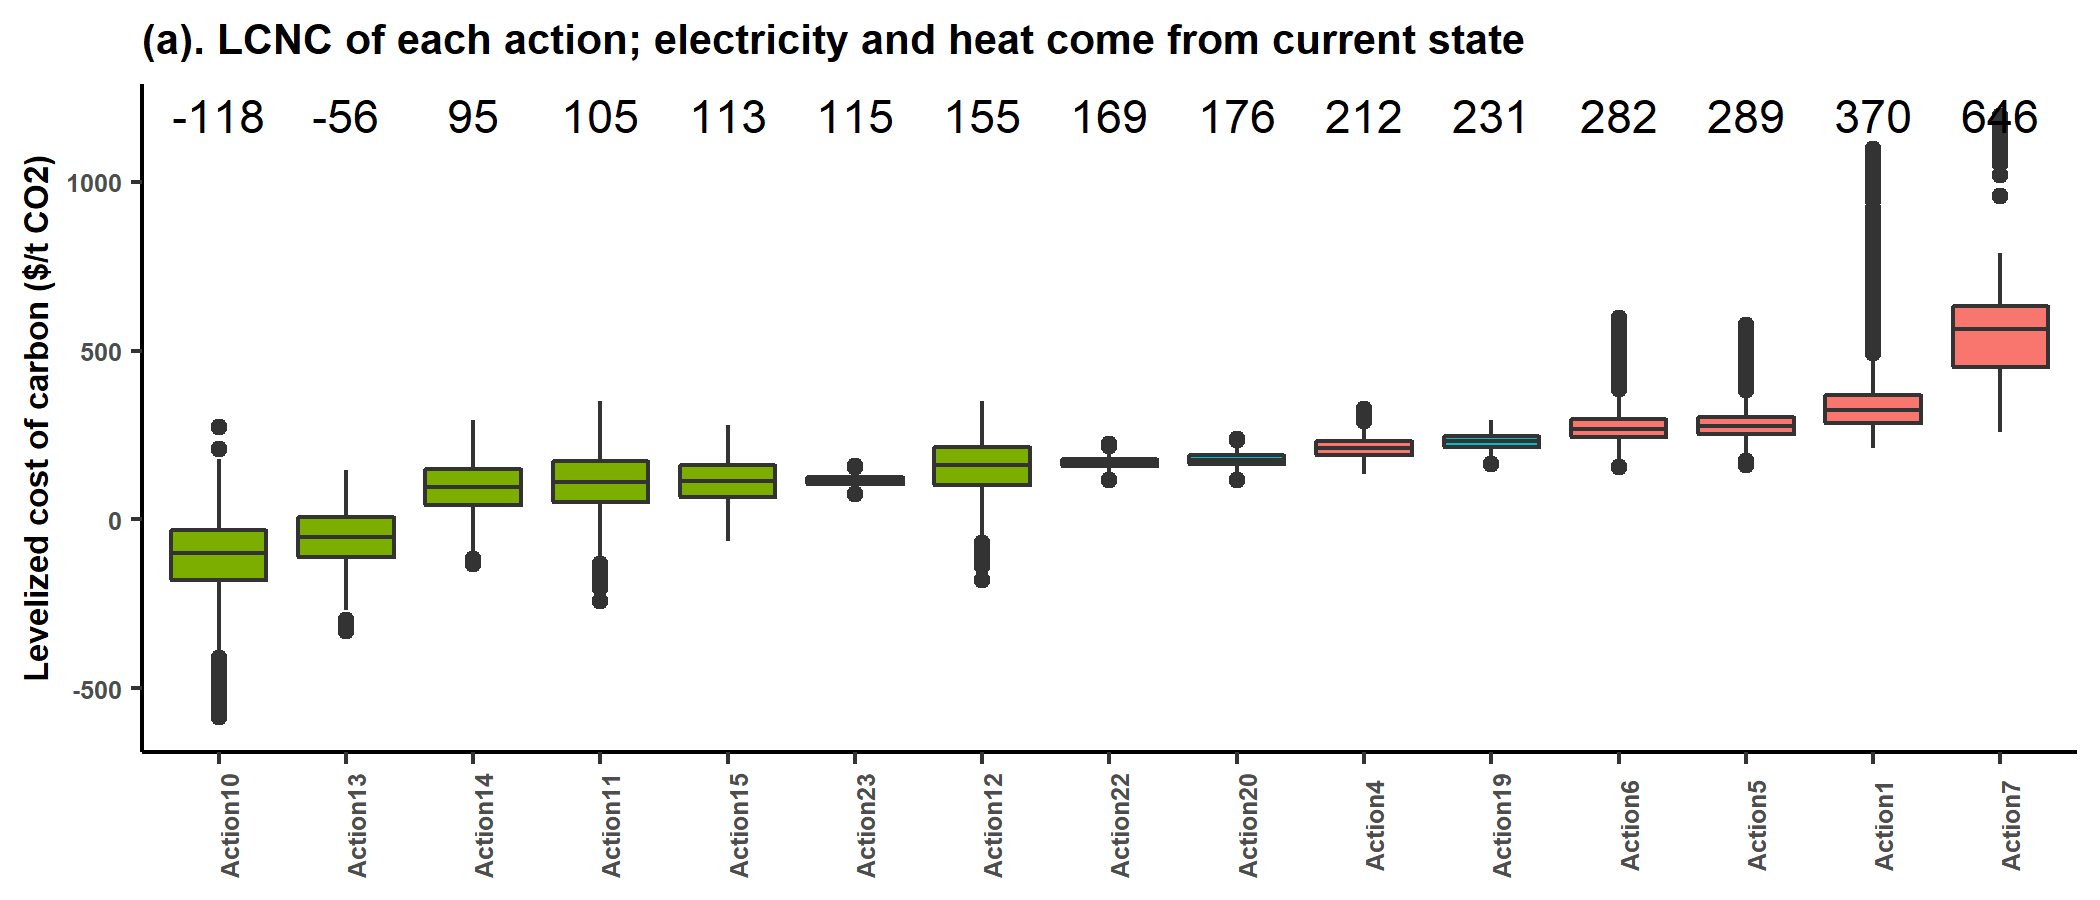 (a). LCNC of each action; electricity and heat come from current state
-118 -56 95 105 113 115 155 169 176 212 231 282 289 370 646
Levelized cost of carbon ($/t CO2)
1000
500
0
-500
Action10 Action13 Action14 Action11 Action15 Action23 Action12 Action22 Action20 Action4 Action19 Action6 Action5 Action1 Action7